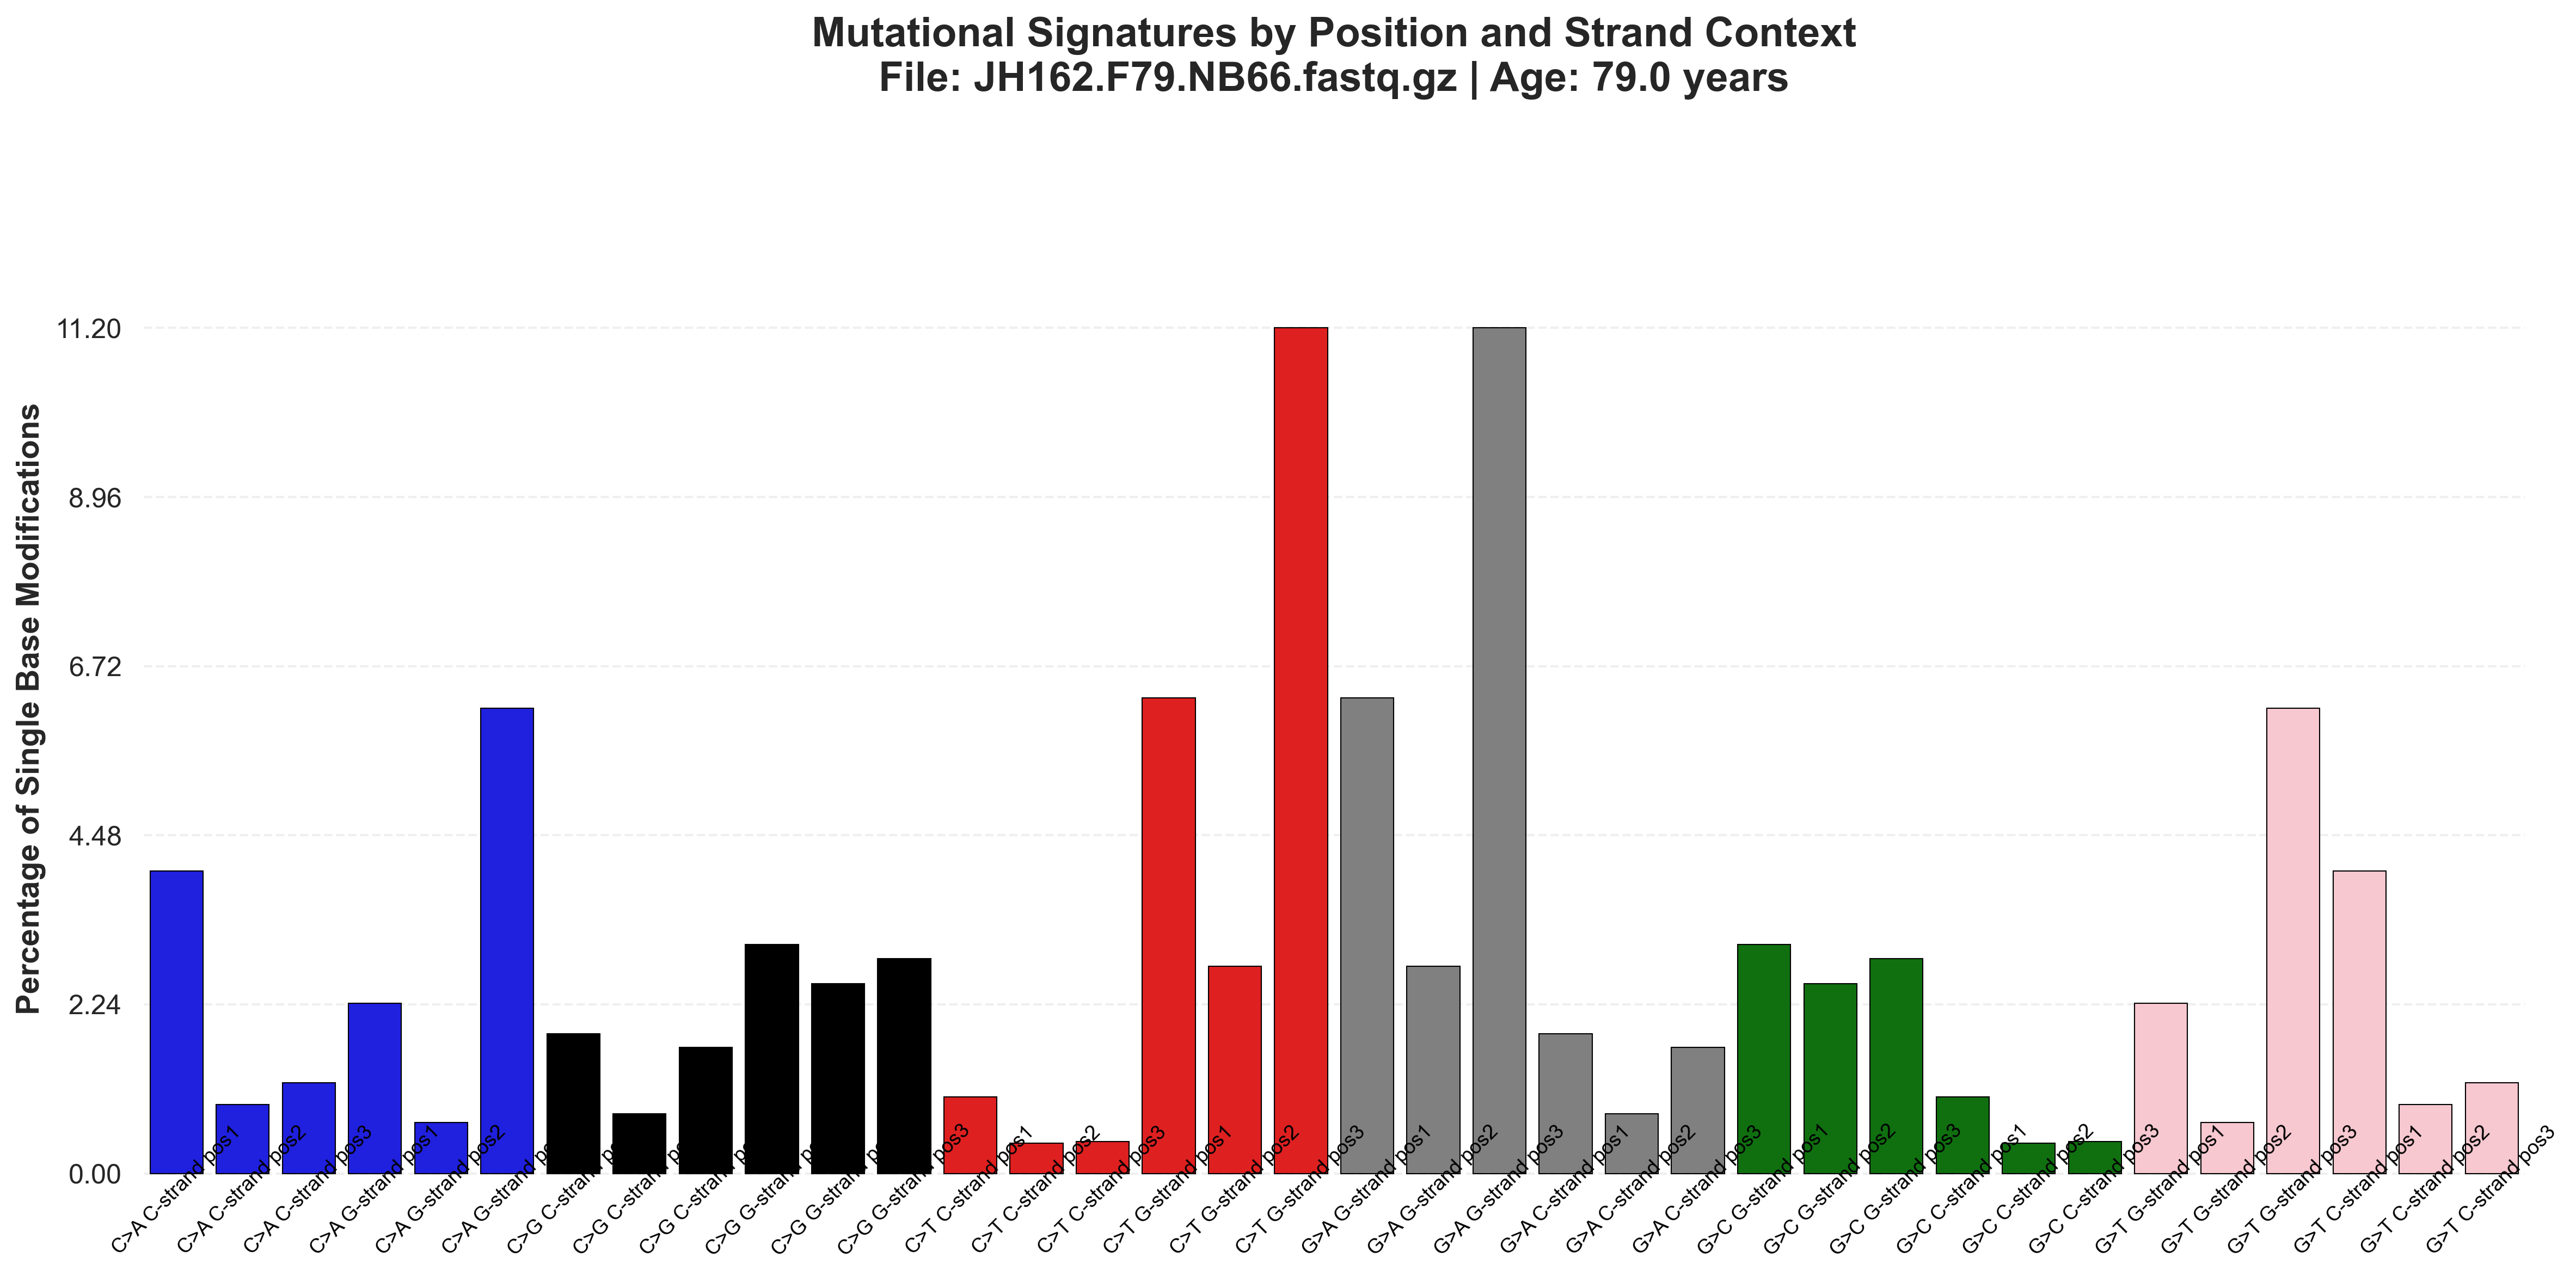 Mutational Signatures by Position and Strand Context
File: JH162.F79.NB66.fastq.gz | Age: 79.0 years
Percentage of Single Base Modifications
11.20
8.96
6.72
4.48
2.24
0.00
C>A C-strand pos1
C>A C-strand pos2
C>A C-strand pos3
C>A G-strand pos1
C>A G-strand pos2
C>A G-strand
C>G C-strand
C>G C-strand
C>G C-strand
C>G G-strand
C>G G-strand
C>G G-strand pos3
C>T C-strand pos1
C>T C-strand pos2
C>T C-strand pos3
C>T G-strand pos1
C>T G-strand pos2
C>T G-strand pos3
G>A G-strand pos1
G>A G-strand pos2
G>A G-strand pos3
G>A C-strand pos1
G>A C-strand pos2
G>A C-strand pos3
G>C G-strand pos1
G>C G-strand pos2
G>C G-strand pos3
G>C C-strand pos1
G>C C-strand pos2
G>C C-strand pos3
G>T G-strand pos1
G>T G-strand pos2
G>T G-strand pos3
G>T C-strand pos1
G>T C-strand pos2
G>T C-strand pos3